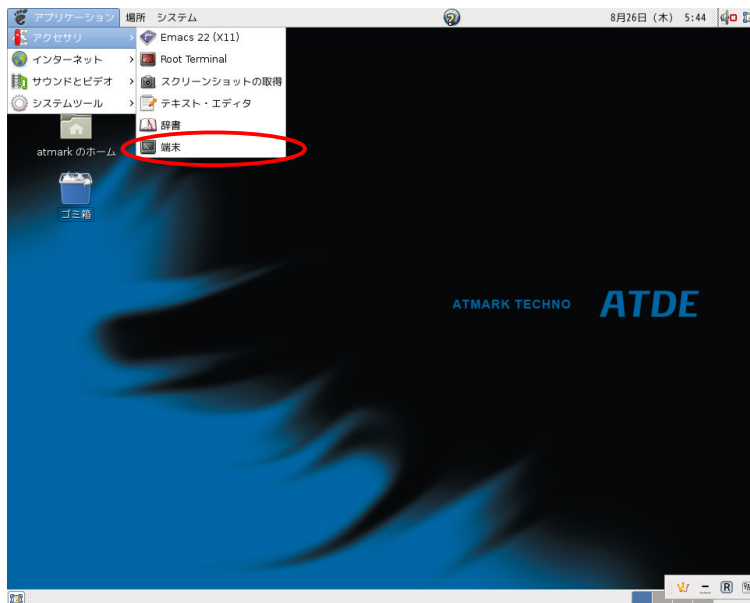 アプリケーション 場所 システム
8月26日 (木) 5:44
アクセサリ
インターネット
サウンドとビデオ
システムツール
Emacs 22 (X11)
Root Terminal
スクリーンショットの取得
テキスト・エディタ
辞書
端末
atmark のホーム
ゴミ箱
ATMARK TECHNO ATDE
R